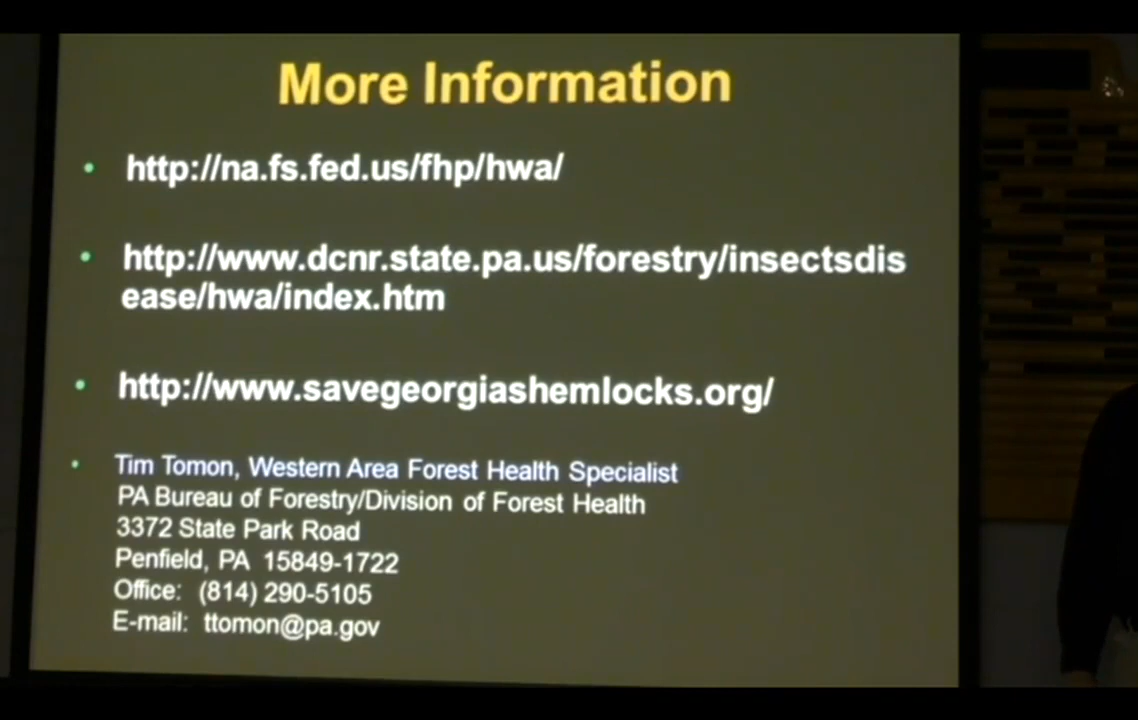 More Information
• http://na.fs.fed.us/fhp/hwa/
• http://www.dcnr.state.pa.us/forestry/insectsdis
ease/hwa/index.htm
• http://www.savegeorgiashemlocks.org/
• Tim Tomon, Western Area Forest Health Specialist
PA Bureau of Forestry/Division of Forest Health
3372 State Park Road
Penfield, PA 15849-1722
Office: (814) 290-5105
E-mail: ttomon@pa.gov